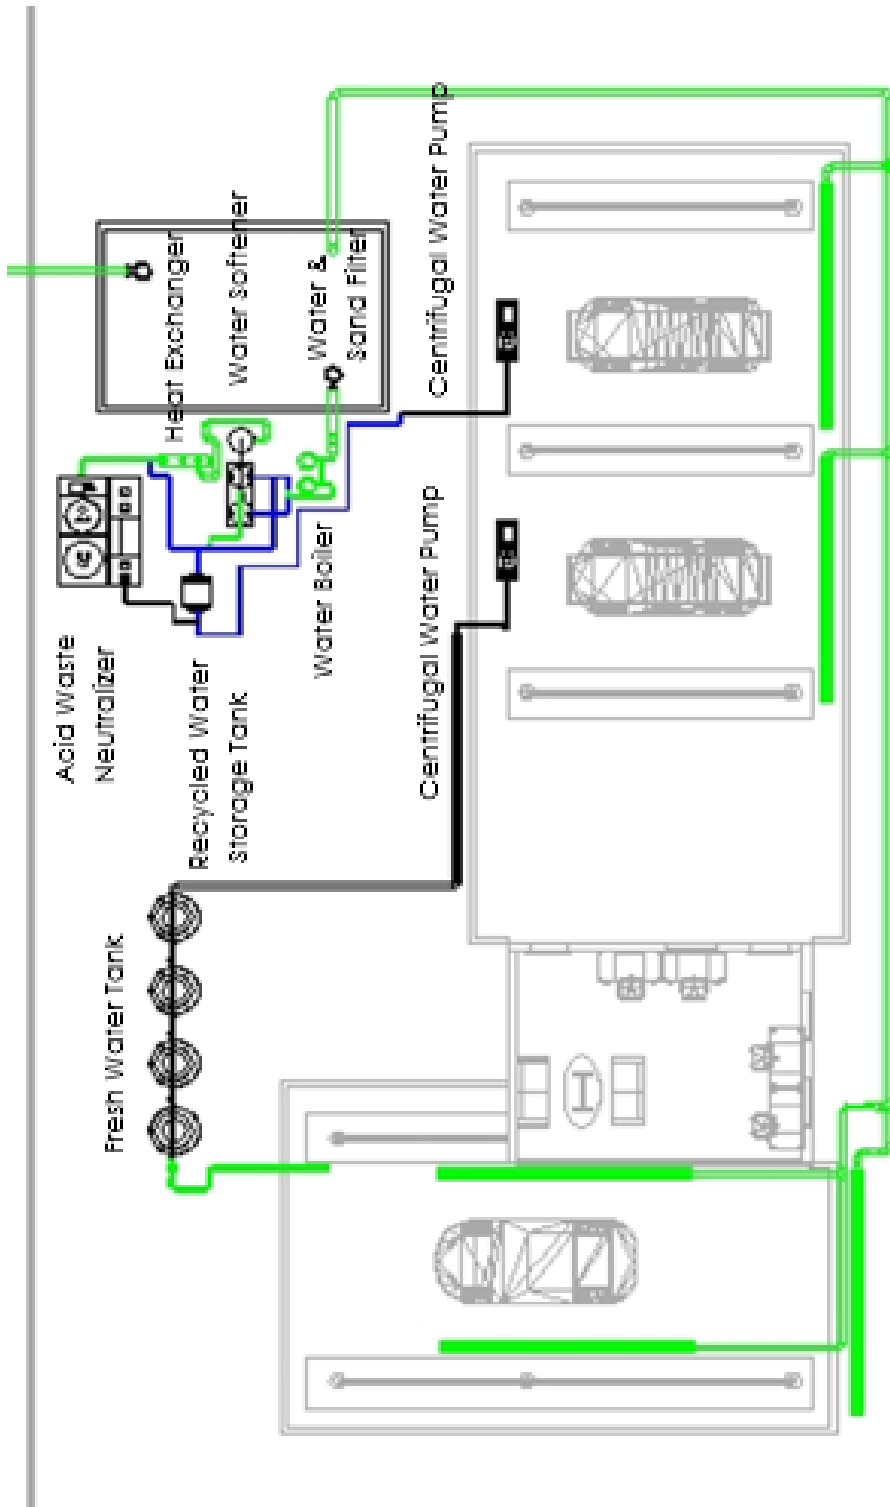 Heat Exchanger
Water Softener
Water &
Sand Filter
Centrifugal Water Pump
Acid Waste
Neutralizer
Recycled Water
Storage Tank
Water Boiler
Centrifugal Water Pump
Fresh Water Tank